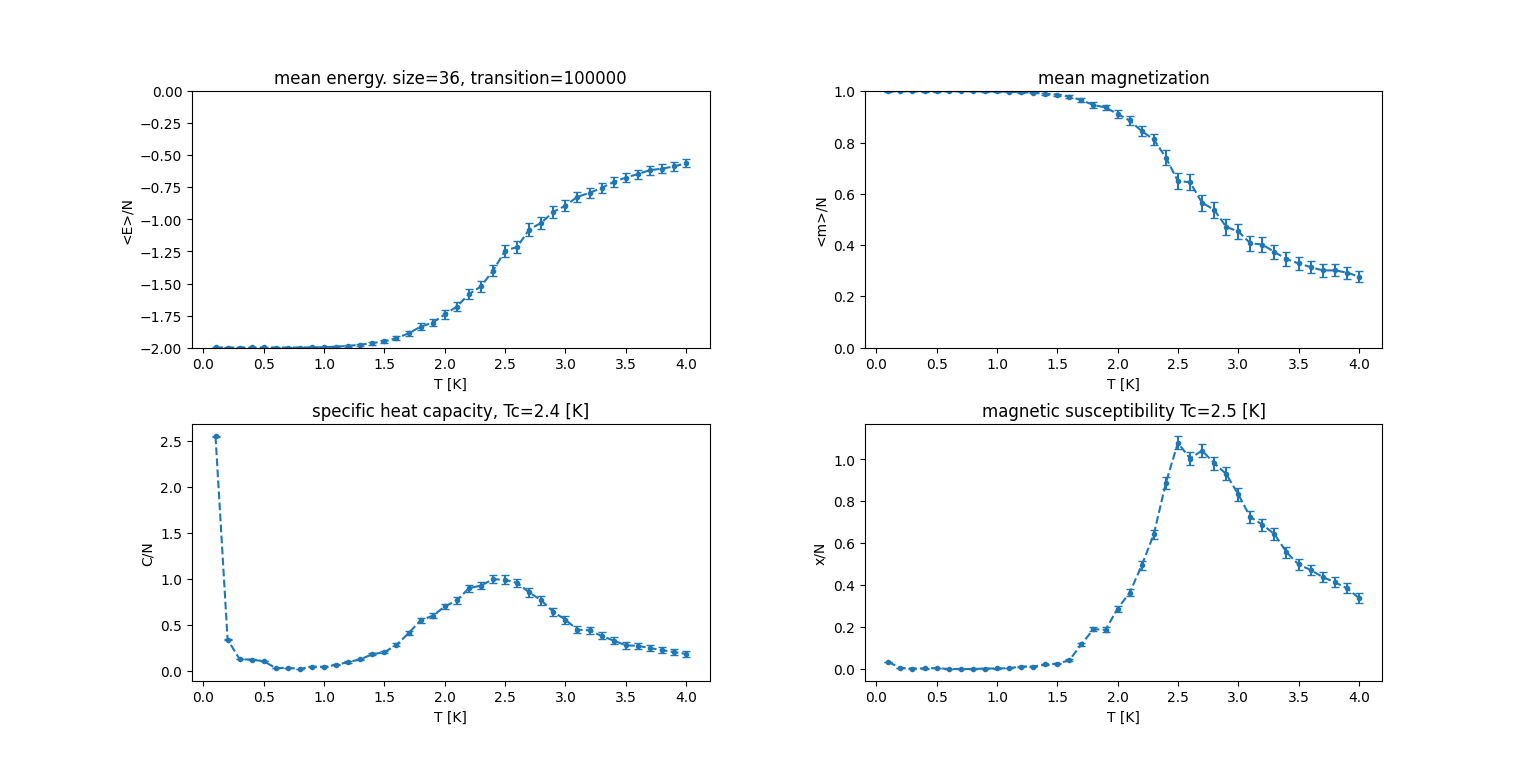 mean energy. size=36, transition=100000
0.00
−0.25
−0.50
−0.75
−1.00
−1.25
−1.50
−1.75
−2.00
<E>/N
0.0 0.5 1.0 1.5 2.0 2.5 3.0 3.5 4.0
T [K]
mean magnetization
1.0
0.8
0.6
0.4
0.2
0.0
<m>/N
0.0 0.5 1.0 1.5 2.0 2.5 3.0 3.5 4.0
T [K]
specific heat capacity, Tc=2.4 [K]
2.5
2.0
1.5
1.0
0.5
0.0
C/N
0.0 0.5 1.0 1.5 2.0 2.5 3.0 3.5 4.0
T [K]
magnetic susceptibility Tc=2.5 [K]
1.0
0.8
0.6
0.4
0.2
0.0
x/N
0.0 0.5 1.0 1.5 2.0 2.5 3.0 3.5 4.0
T [K]